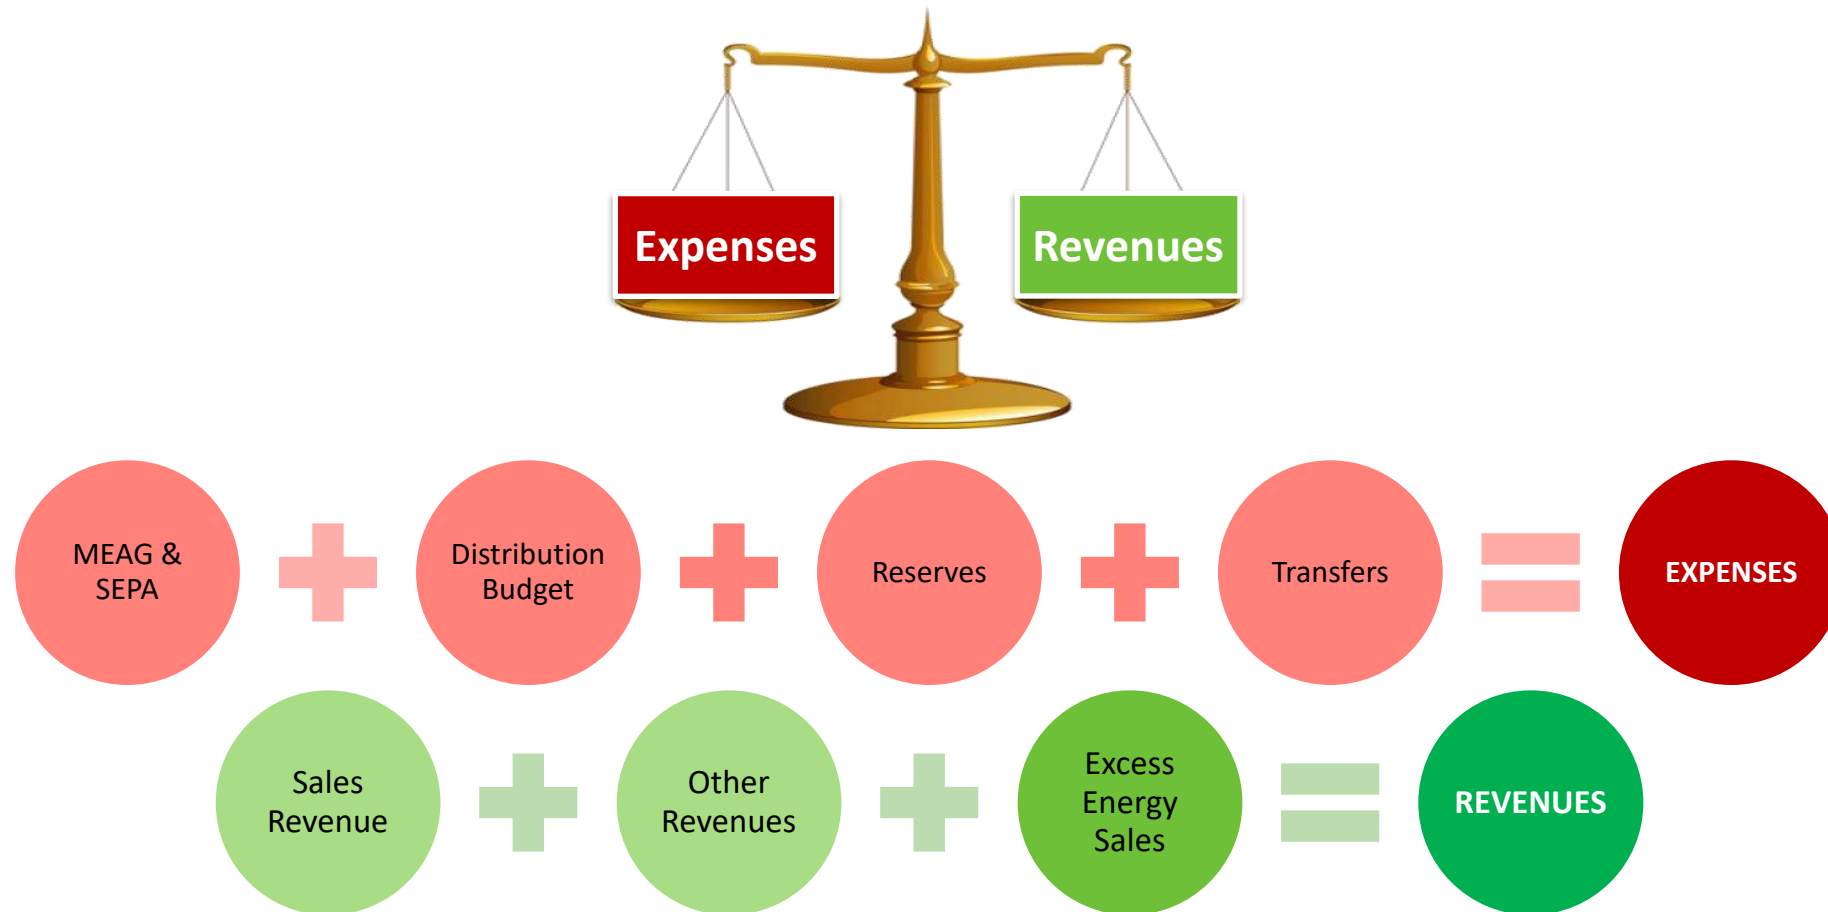 Expenses
Revenues
MEAG &
SEPA
Distribution
Budget
Reserves
Transfers
EXPENSES
Sales
Revenue
Other
Revenues
Excess
Energy
Sales
REVENUES